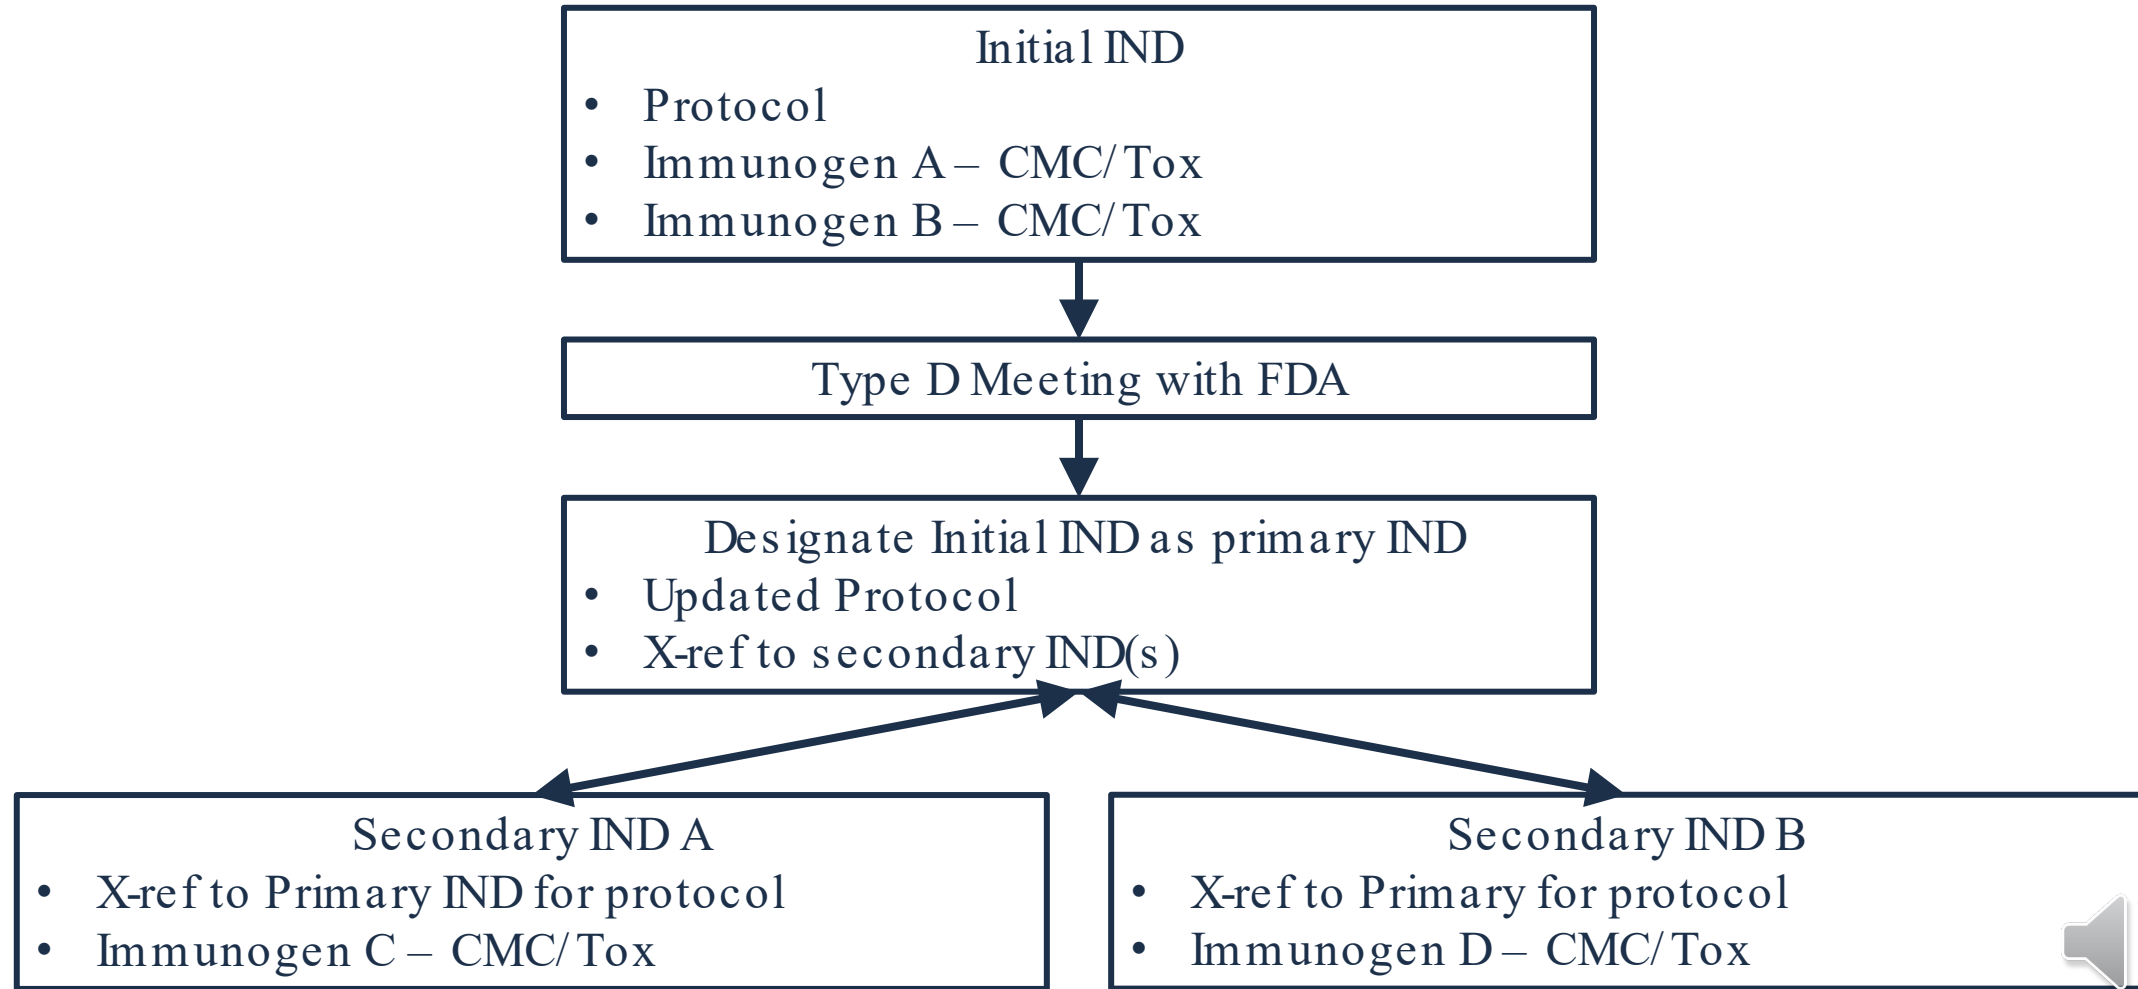 Initial IND
• Protocol
• Immunogen A – CMC/Tox
• Immunogen B – CMC/Tox
Type D Meeting with FDA
Designate Initial IND as primary IND
• Updated Protocol
• X-ref to secondary IND(s)
Secondary IND A
• X-ref to Primary IND for protocol
• Immunogen C – CMC/Tox
Secondary IND B
• X-ref to Primary for protocol
• Immunogen D – CMC/Tox